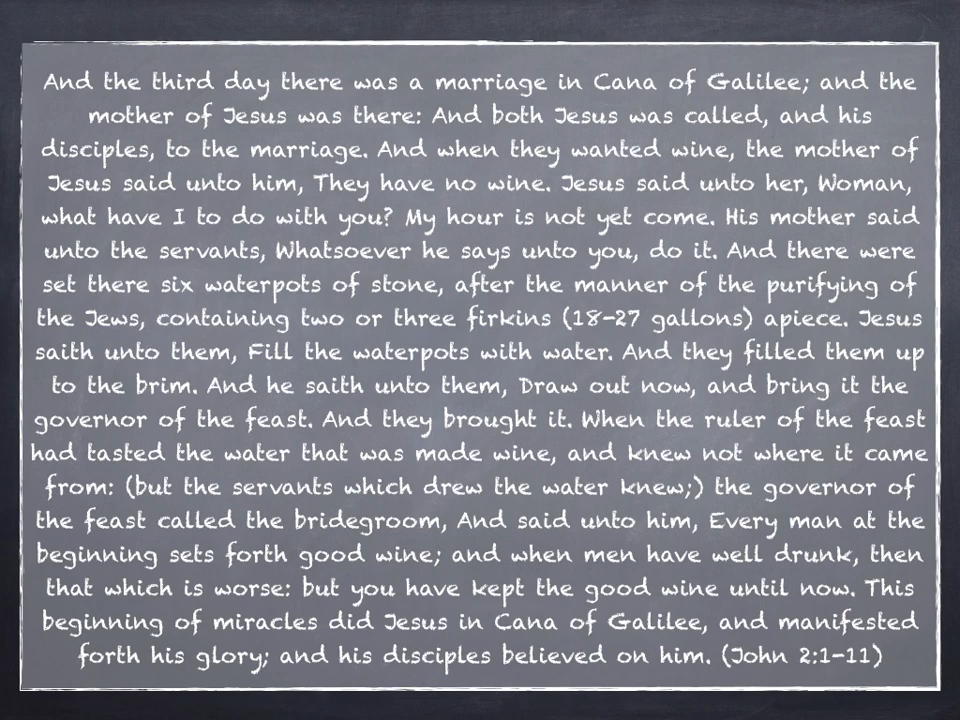 And the third day there was a marriage in Cana of Galilee; and the
mother of Jesus was there: And both Jesus was called, and his
disciples, to the marriage. And when they wanted wine, the mother of
Jesus said unto him, They have no wine. Jesus said unto her, Woman,
what have I to do with you? My hour is not yet come. His mother said
unto the servants, Whatsoever he says unto you, do it. And there were
set there six waterpots of stone, after the manner of the purifying of
the Jews, containing two or three firkins (18-27 gallons) apiece. Jesus
saith unto them, Fill the waterpots with water. And they filled them up
to the brim. And he saith unto them, Draw out now, and bring it the
governor of the feast. And they brought it. When the ruler of the feast
had tasted the water that was made wine, and knew not where it came
from: (but the servants which drew the water knew;) the governor of
the feast called the bridegroom, And said unto him, Every man at the
beginning sets forth good wine; and when men have well drunk, then
that which is worse: but you have kept the good wine until now. This
beginning of miracles did Jesus in Cana of Galilee, and manifested
forth his glory; and his disciples believed on him. (John 2:1-11)